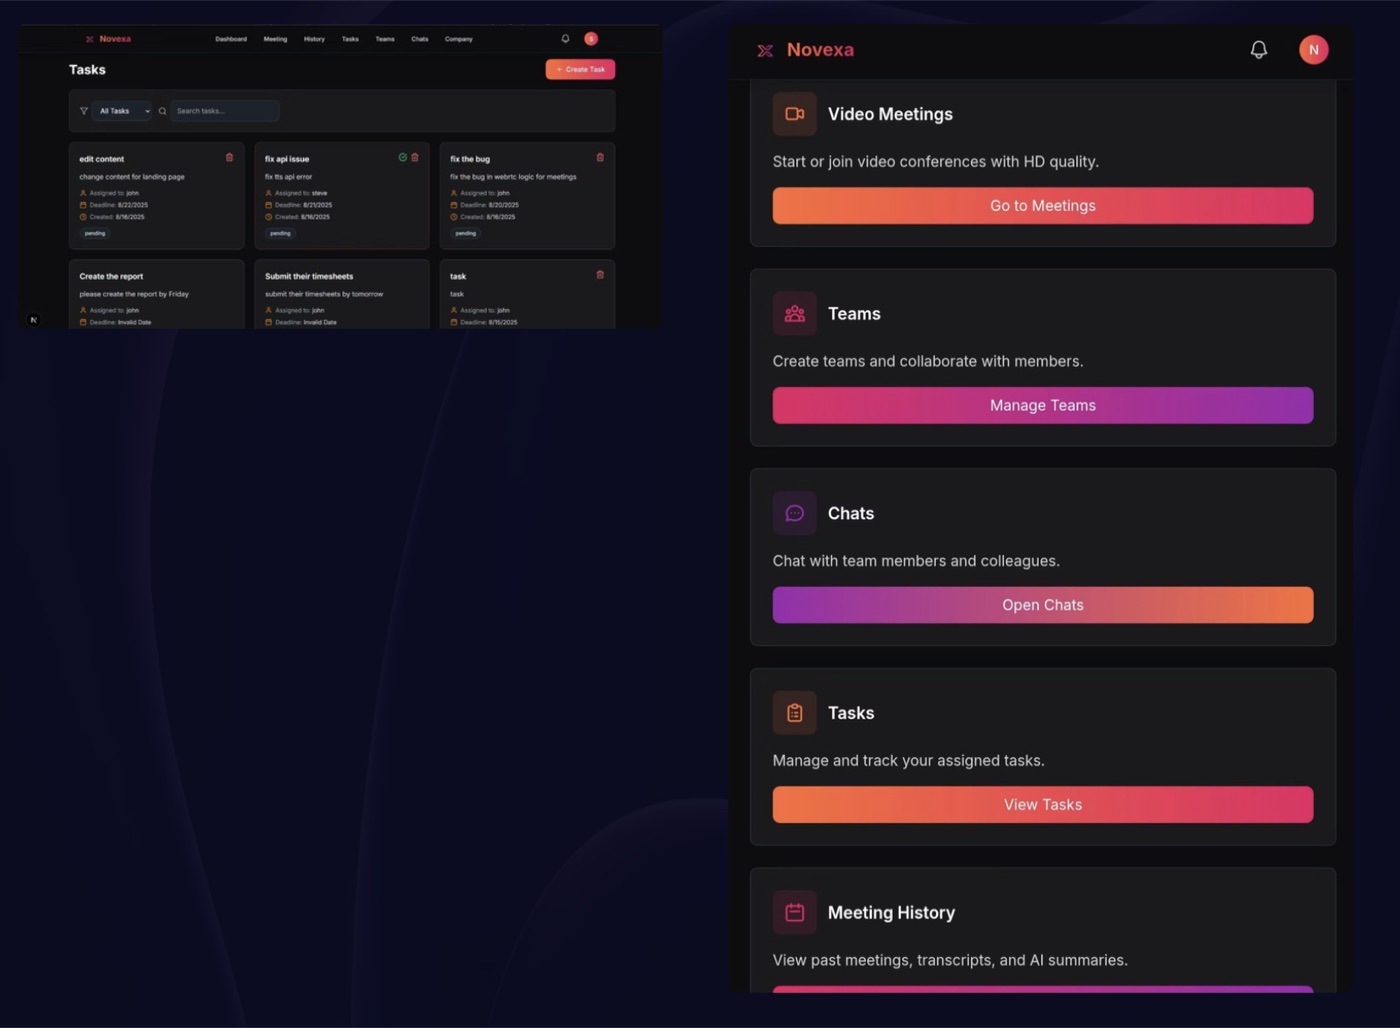 Novexa
Dashboard Meeting History Tasks Teams Chats Company
S
Tasks
+ Create Task
All Tasks
Search tasks...
edit content
change content for landing page
Assigned to: john
Deadline: 8/22/2025
Created: 8/16/2025
pending
fix api issue
fix tts api error
Assigned to: steve
Deadline: 8/21/2025
Created: 8/16/2025
pending
fix the bug
fix the bug in webrtc logic for meetings
Assigned to: john
Deadline: 8/20/2025
Created: 8/16/2025
pending
Create the report
please create the report by Friday
Assigned to: john
Deadline: Invalid Date
Submit their timesheets
submit their timesheets by tomorrow
Assigned to: john
Deadline: Invalid Date
task
task
Assigned to: john
Deadline: 8/15/2025
N
Novexa
N
Video Meetings
Start or join video conferences with HD quality.
Go to Meetings
Teams
Create teams and collaborate with members.
Manage Teams
Chats
Chat with team members and colleagues.
Open Chats
Tasks
Manage and track your assigned tasks.
View Tasks
Meeting History
View past meetings, transcripts, and AI summaries.